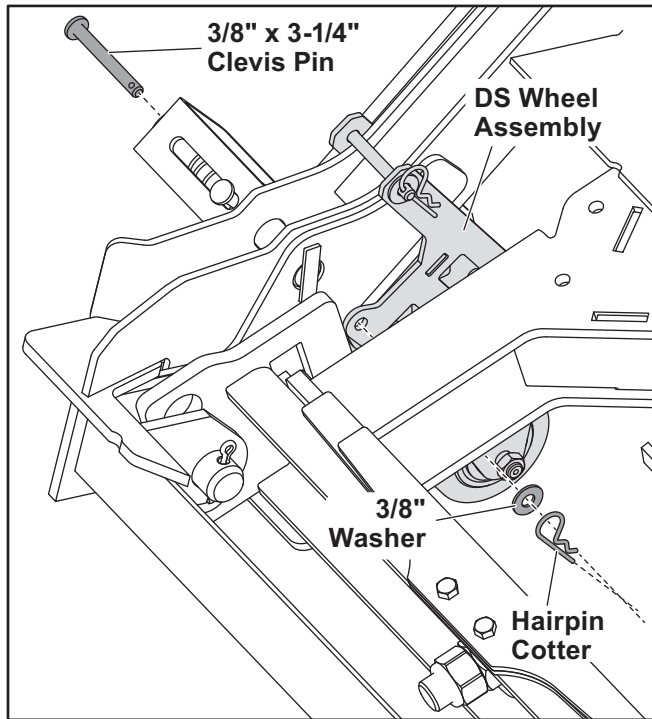 3/8" x 3-1/4"
Clevis Pin
DS Wheel
Assembly
3/8"
Washer
Hairpin
Cotter